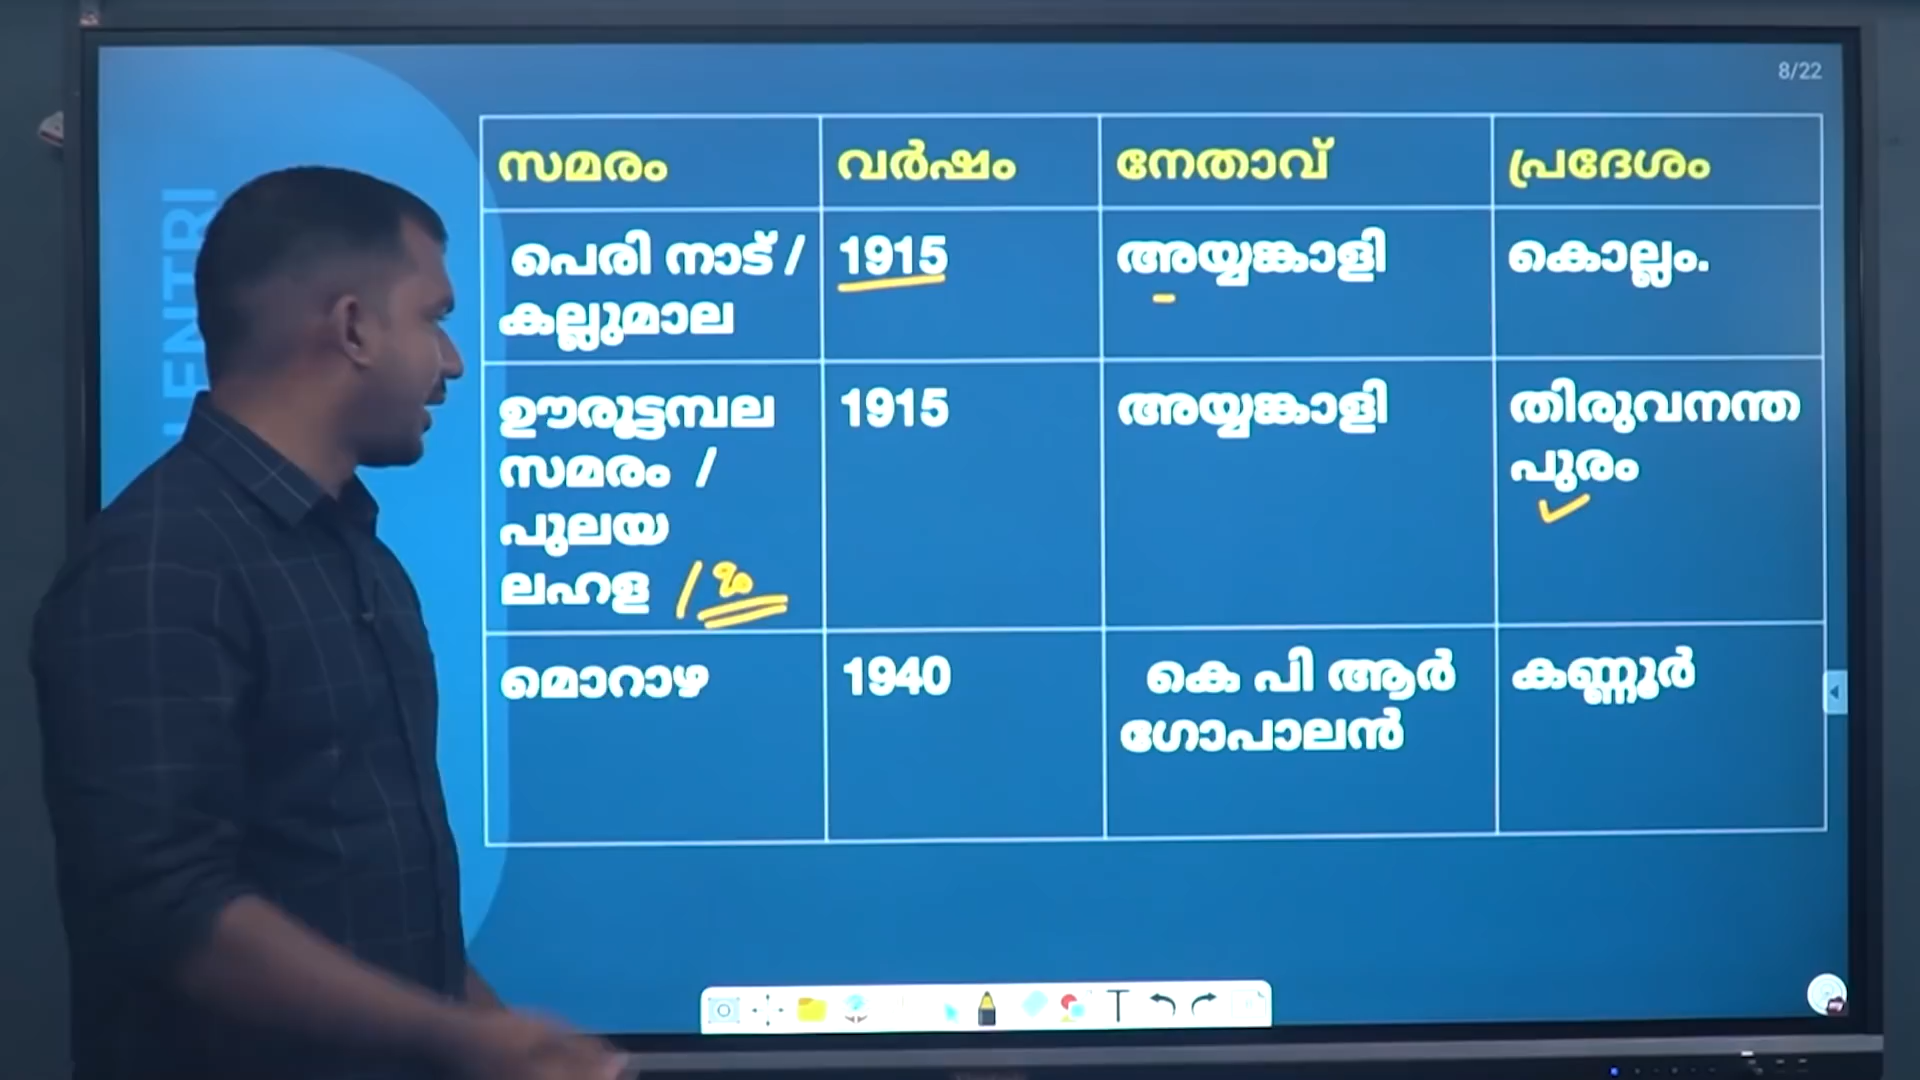 8/22
സമരം വർഷം നേതാവ് പ്രദേശം
പെരി നാട് / 1915 അയ്യങ്കാളി കൊല്ലം.
കല്ലുമാല
ഊരൂട്ടമ്പല 1915 അയ്യങ്കാളി തിരുവനന്ത
സമരം / പുരം
പുലയ
ലഹള /
മൊറാഴ 1940 കെ പി ആർ കണ്ണൂർ
ഗോപാലൻ
ENTRI